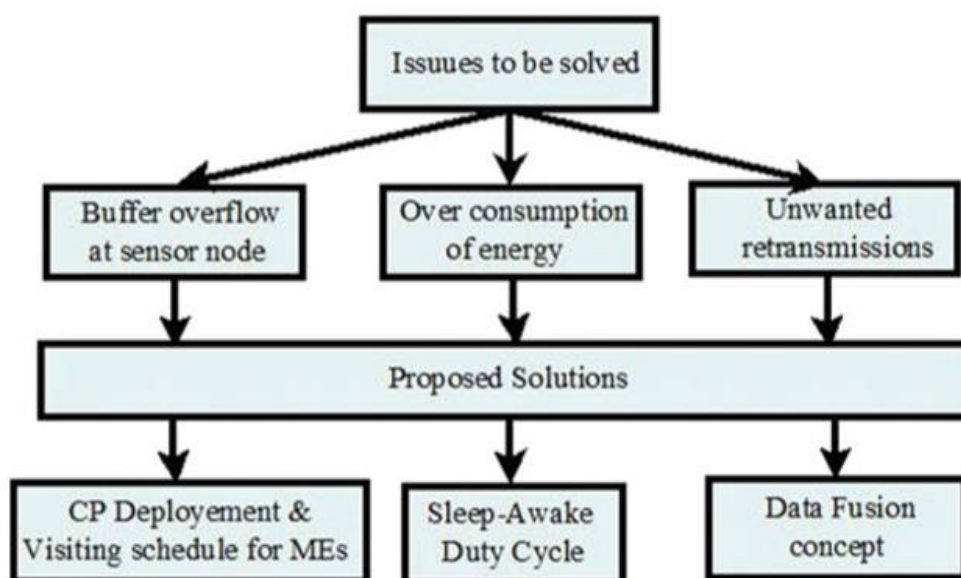 Issuues to be solved
Buffer overflow
at sensor node
Over consumption
of energy
Unwanted
retransmissions
Proposed Solutions
CP Deployement &
Visiting schedule for MEs
Sleep-Awake
Duty Cycle
Data Fusion
concept